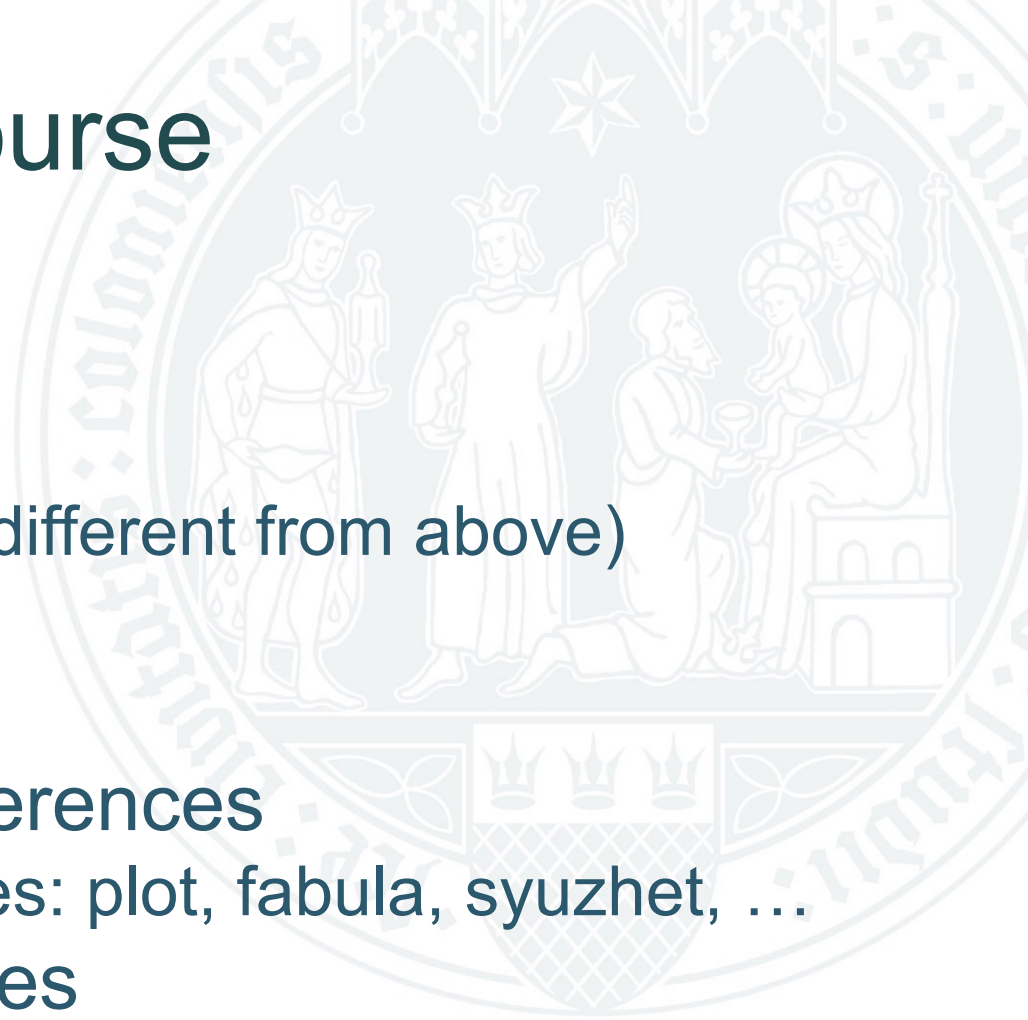 ourse
different from above)
erences
es: plot, fabula, syuzhet, …
es